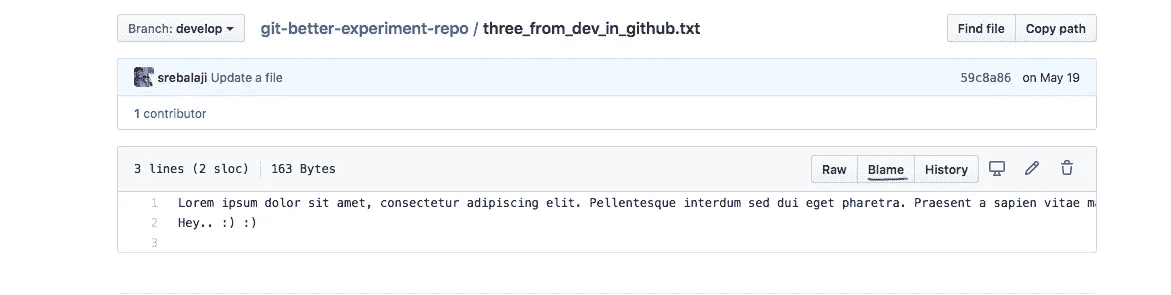 Branch: develop git-better-experiment-repo / three_from_dev_in_github.txt Find file Copy path
srebalaji Update a file 59c8a86 on May 19
1 contributor
3 lines (2 sloc) 163 Bytes Raw Blame History
1 Lorem ipsum dolor sit amet, consectetur adipiscing elit. Pellentesque interdum sed dui eget pharetra. Praesent a sapien vitae
2 Hey.. :) :)
3